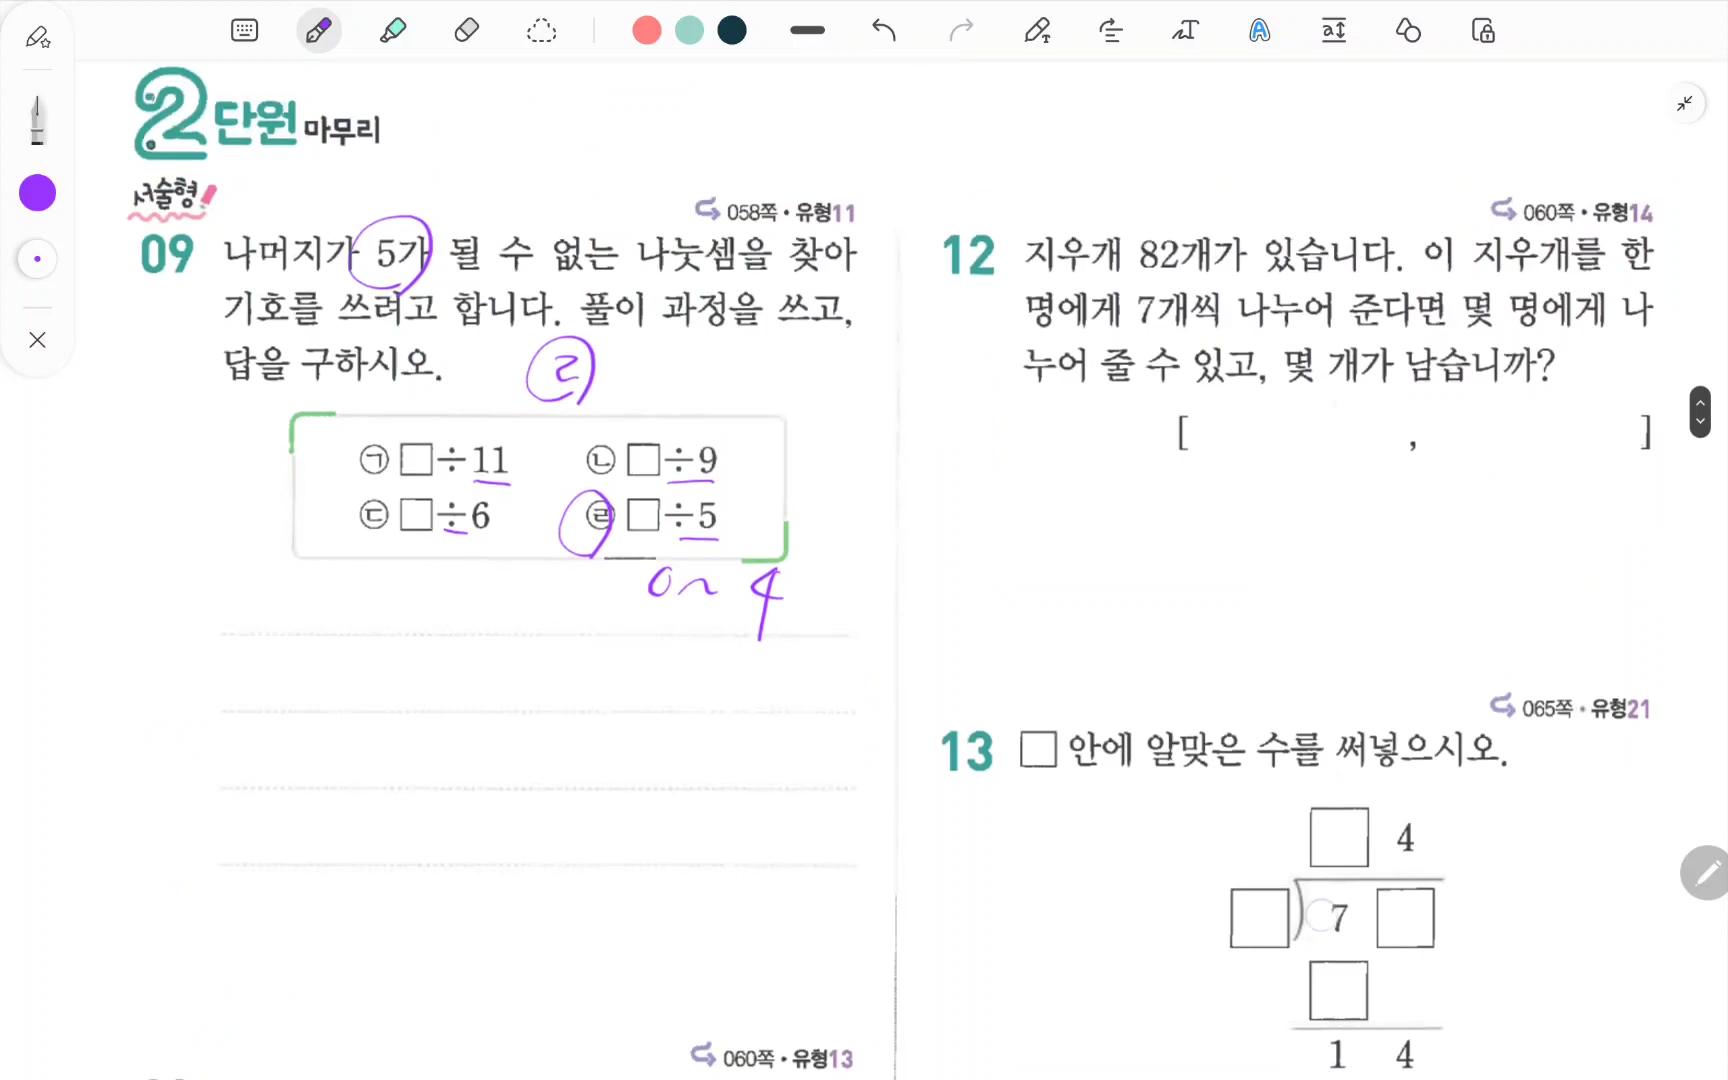 2단원 마무리
서술형!
058쪽 • 유형11
09 나머지가 5가 될 수 없는 나눗셈을 찾아
기호를 쓰려고 합니다. 풀이 과정을 쓰고,
답을 구하시오.
ㄹ
㉠ □÷11 ㉡ □÷9
㉢ □÷6 ㉣ □÷5
0~4
060쪽 • 유형13
060쪽 • 유형14
12 지우개 82개가 있습니다. 이 지우개를 한
명에게 7개씩 나누어 준다면 몇 명에게 나
누어 줄 수 있고, 몇 개가 남습니까?
[ , ]
065쪽 • 유형21
13 □ 안에 알맞은 수를 써넣으시오.
□ 4
□)7 □
□
1 4